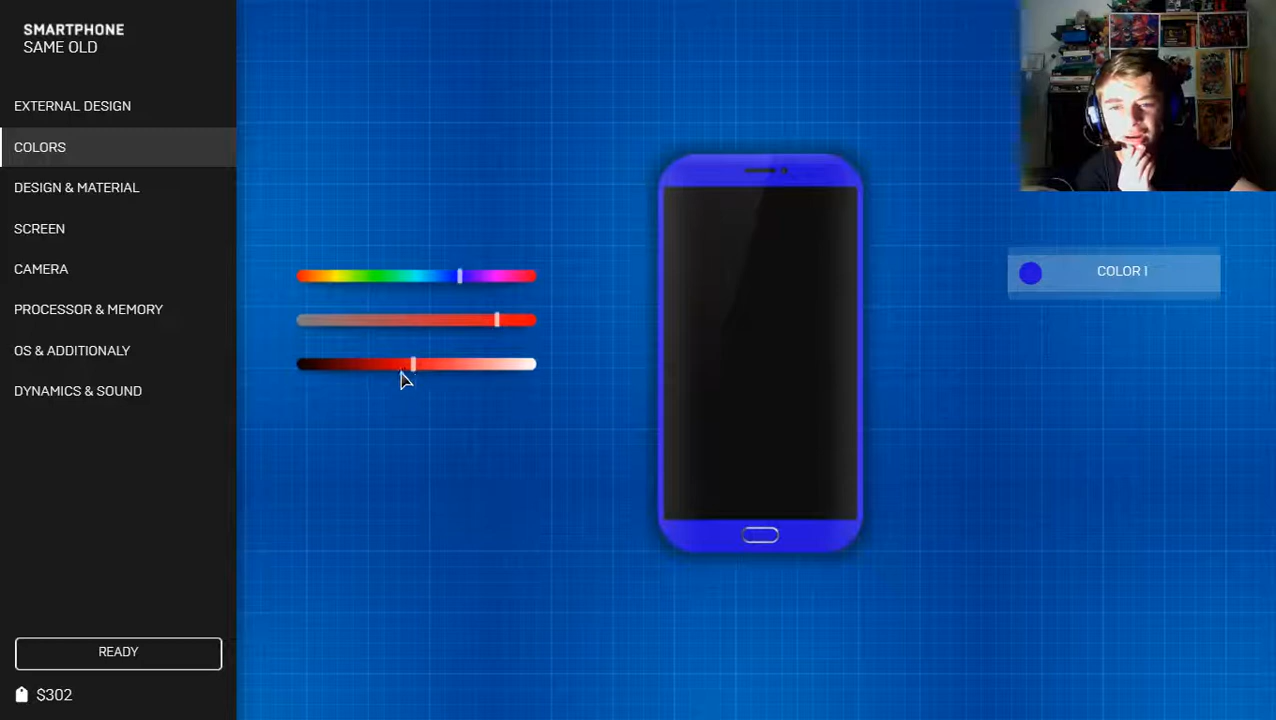 SMARTPHONE
SAME OLD
EXTERNAL DESIGN
COLORS
DESIGN & MATERIAL
SCREEN
CAMERA
PROCESSOR & MEMORY
OS & ADDITIONALY
DYNAMICS & SOUND
COLOR I
READY
$302